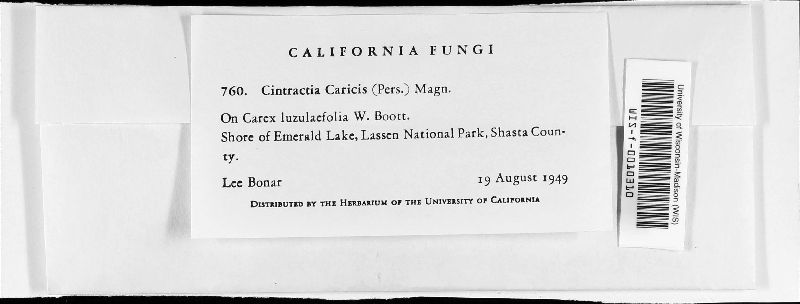 CALIFORNIA FUNGI
760. Cintractia Caricis (Pers.) Magn.
On Carex luzulaefolia W. Boott.
Shore of Emerald Lake, Lassen National Park, Shasta Coun-
ty.
Lee Bonar 19 August 1949
DISTRIBUTED BY THE HERBARIUM OF THE UNIVERSITY OF CALIFORNIA
University of Wisconsin-Madison (WIS)
WIS-f-0010310